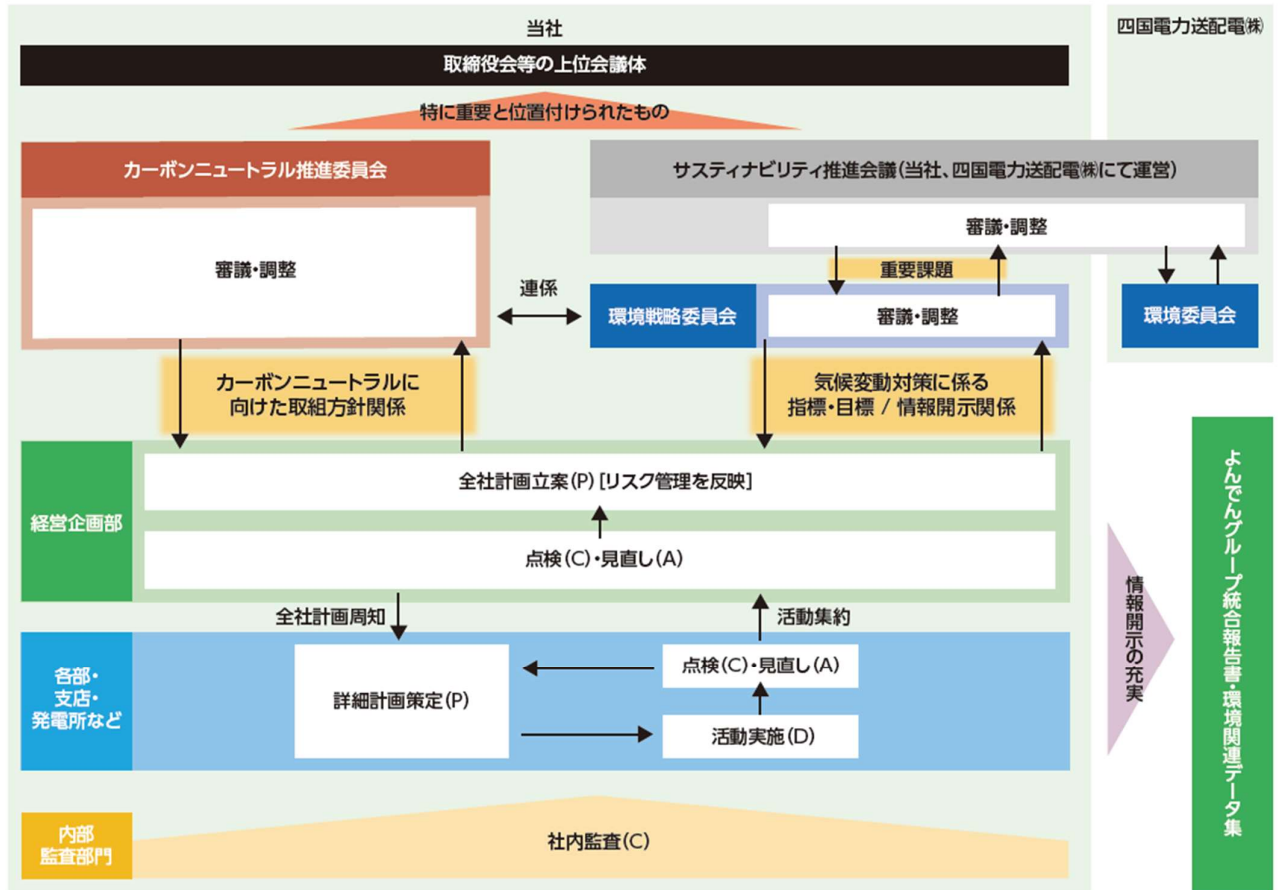 当社
四国電力送配電㈱
取締役会等の上位会議体
特に重要と位置付けられたもの
カーボンニュートラル推進委員会
審議・調整
サスティナビリティ推進会議(当社、四国電力送配電㈱にて運営)
審議・調整
重要課題
連係
環境戦略委員会
審議・調整
環境委員会
カーボンニュートラルに
向けた取組方針関係
気候変動対策に係る
指標・目標 / 情報開示関係
経営企画部
全社計画立案(P) [リスク管理を反映]
点検(C)・見直し(A)
全社計画周知
活動集約
各部・
支店・
発電所など
詳細計画策定(P)
点検(C)・見直し(A)
活動実施(D)
内部
監査部門
社内監査(C)
情報開示の充実
よんでんグループ統合報告書・環境関連データ集